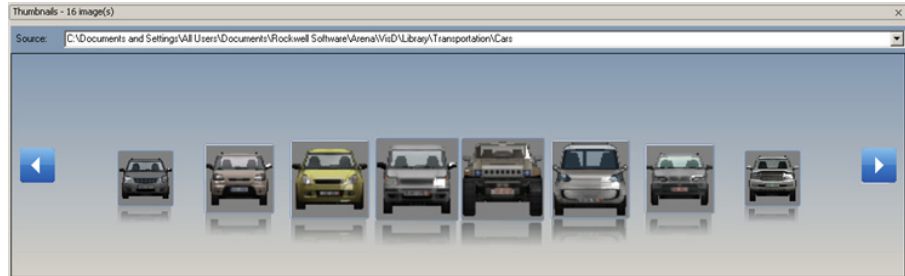 Thumbnails - 16 image(s)
Source: C:\Documents and Settings\All Users\Documents\Rockwell Software\Arena\VisD\Library\Transportation\Cars